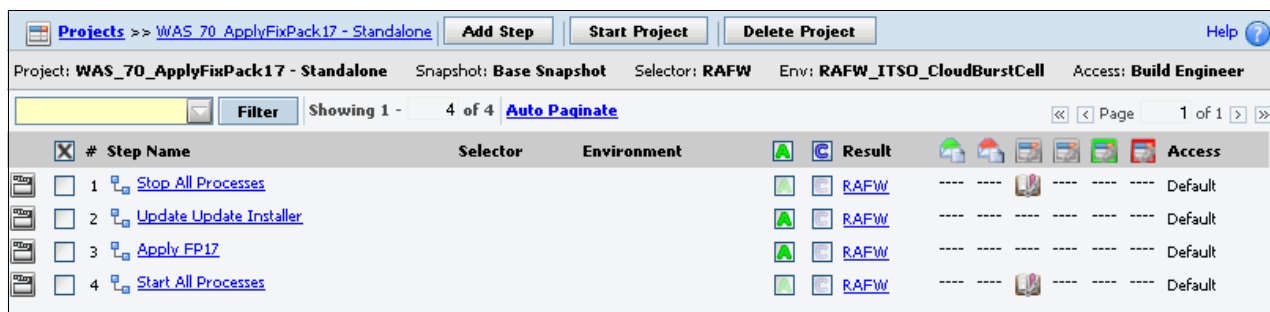 Projects >> WAS_70_ApplyFixPack17 - Standalone Add Step Start Project Delete Project Help ?
Project: WAS_70_ApplyFixPack17 - Standalone Snapshot: Base Snapshot Selector: RAFW Env: RAFW_ITSO_CloudBurstCell Access: Build Engineer
Filter Showing 1 - 4 of 4 Auto Paginate Page 1 of 1
X # Step Name Selector Environment A C Result Access
1 Stop All Processes A C RAFW ---- ---- ---- ---- ---- Default
2 Update Update Installer A C RAFW ---- ---- ---- ---- ---- ---- Default
3 Apply FP17 A C RAFW ---- ---- ---- ---- ---- ---- Default
4 Start All Processes A C RAFW ---- ---- ---- ---- ---- Default